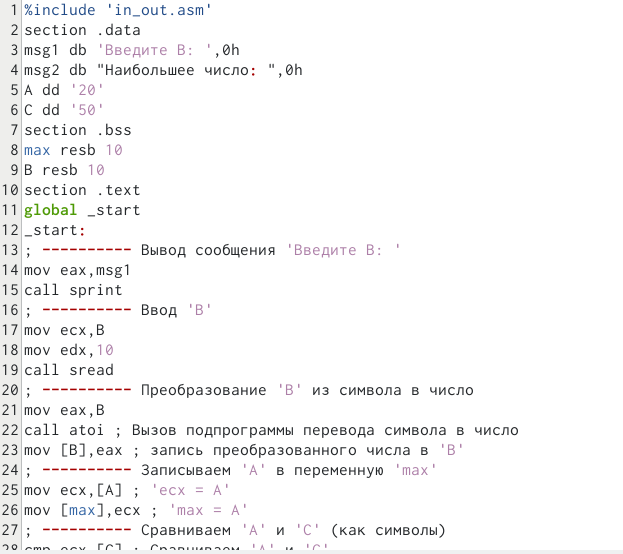 1 %include 'in_out.asm'
2 section .data
3 msg1 db 'Введите B: ',0h
4 msg2 db "Наибольшее число: ",0h
5 A dd '20'
6 C dd '50'
7 section .bss
8 max resb 10
9 B resb 10
10 section .text
11 global _start
12 _start:
13 ; ---------- Вывод сообщения 'Введите B: '
14 mov eax,msg1
15 call sprint
16 ; ---------- Ввод 'B'
17 mov ecx,B
18 mov edx,10
19 call sread
20 ; ---------- Преобразование 'B' из символа в число
21 mov eax,B
22 call atoi ; Вызов подпрограммы перевода символа в число
23 mov [B],eax ; запись преобразованного числа в 'B'
24 ; ---------- Записываем 'A' в переменную 'max'
25 mov ecx,[A] ; 'ecx = A'
26 mov [max],ecx ; 'max = A'
27 ; ---------- Сравниваем 'A' и 'C' (как символы)
28 cmp ecx,[C] ; Сравниваем 'A' и 'C'